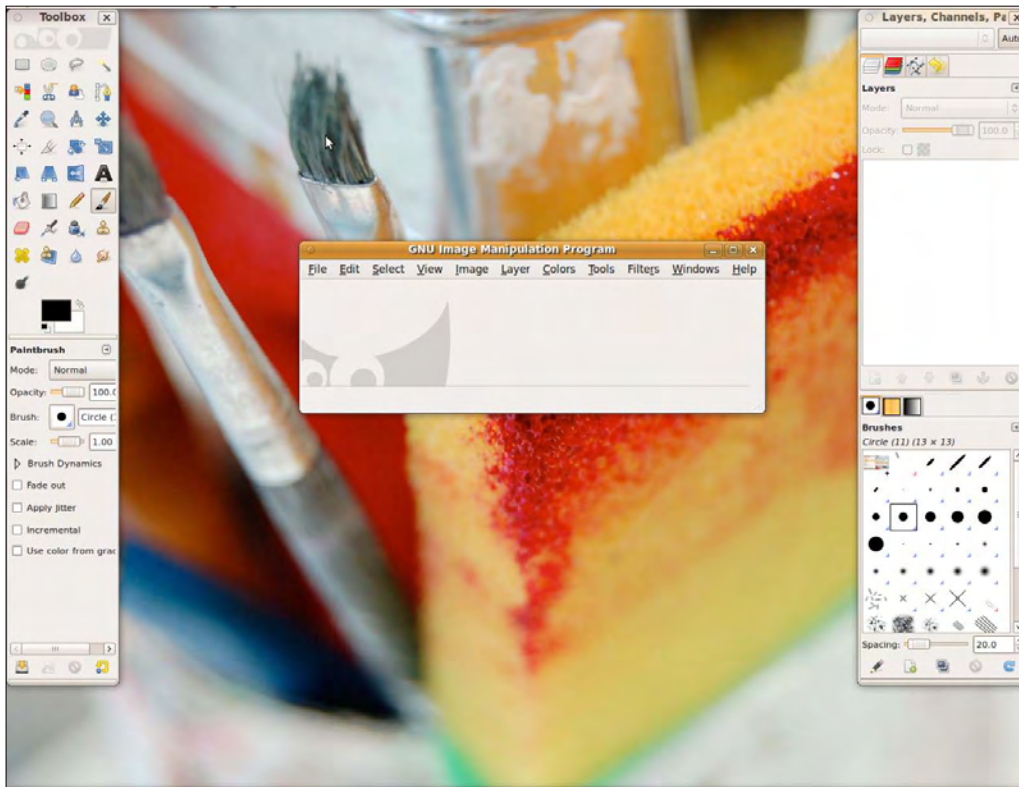 Toolbox
Paintbrush
Mode: Normal
Opacity: 100.
Brush: Circle (
Scale: 1.00
Brush Dynamics
Fade out
Apply Jitter
Incremental
Use color from grad
GNU Image Manipulation Program
File Edit Select View Image Layer Colors Tools Filters Windows Help
Layers, Channels, Pa
Auto
Layers
Mode: Normal
Opacity: 100.0
Lock:
Brushes
Circle (11) (13 × 13)
Spacing: 20.0